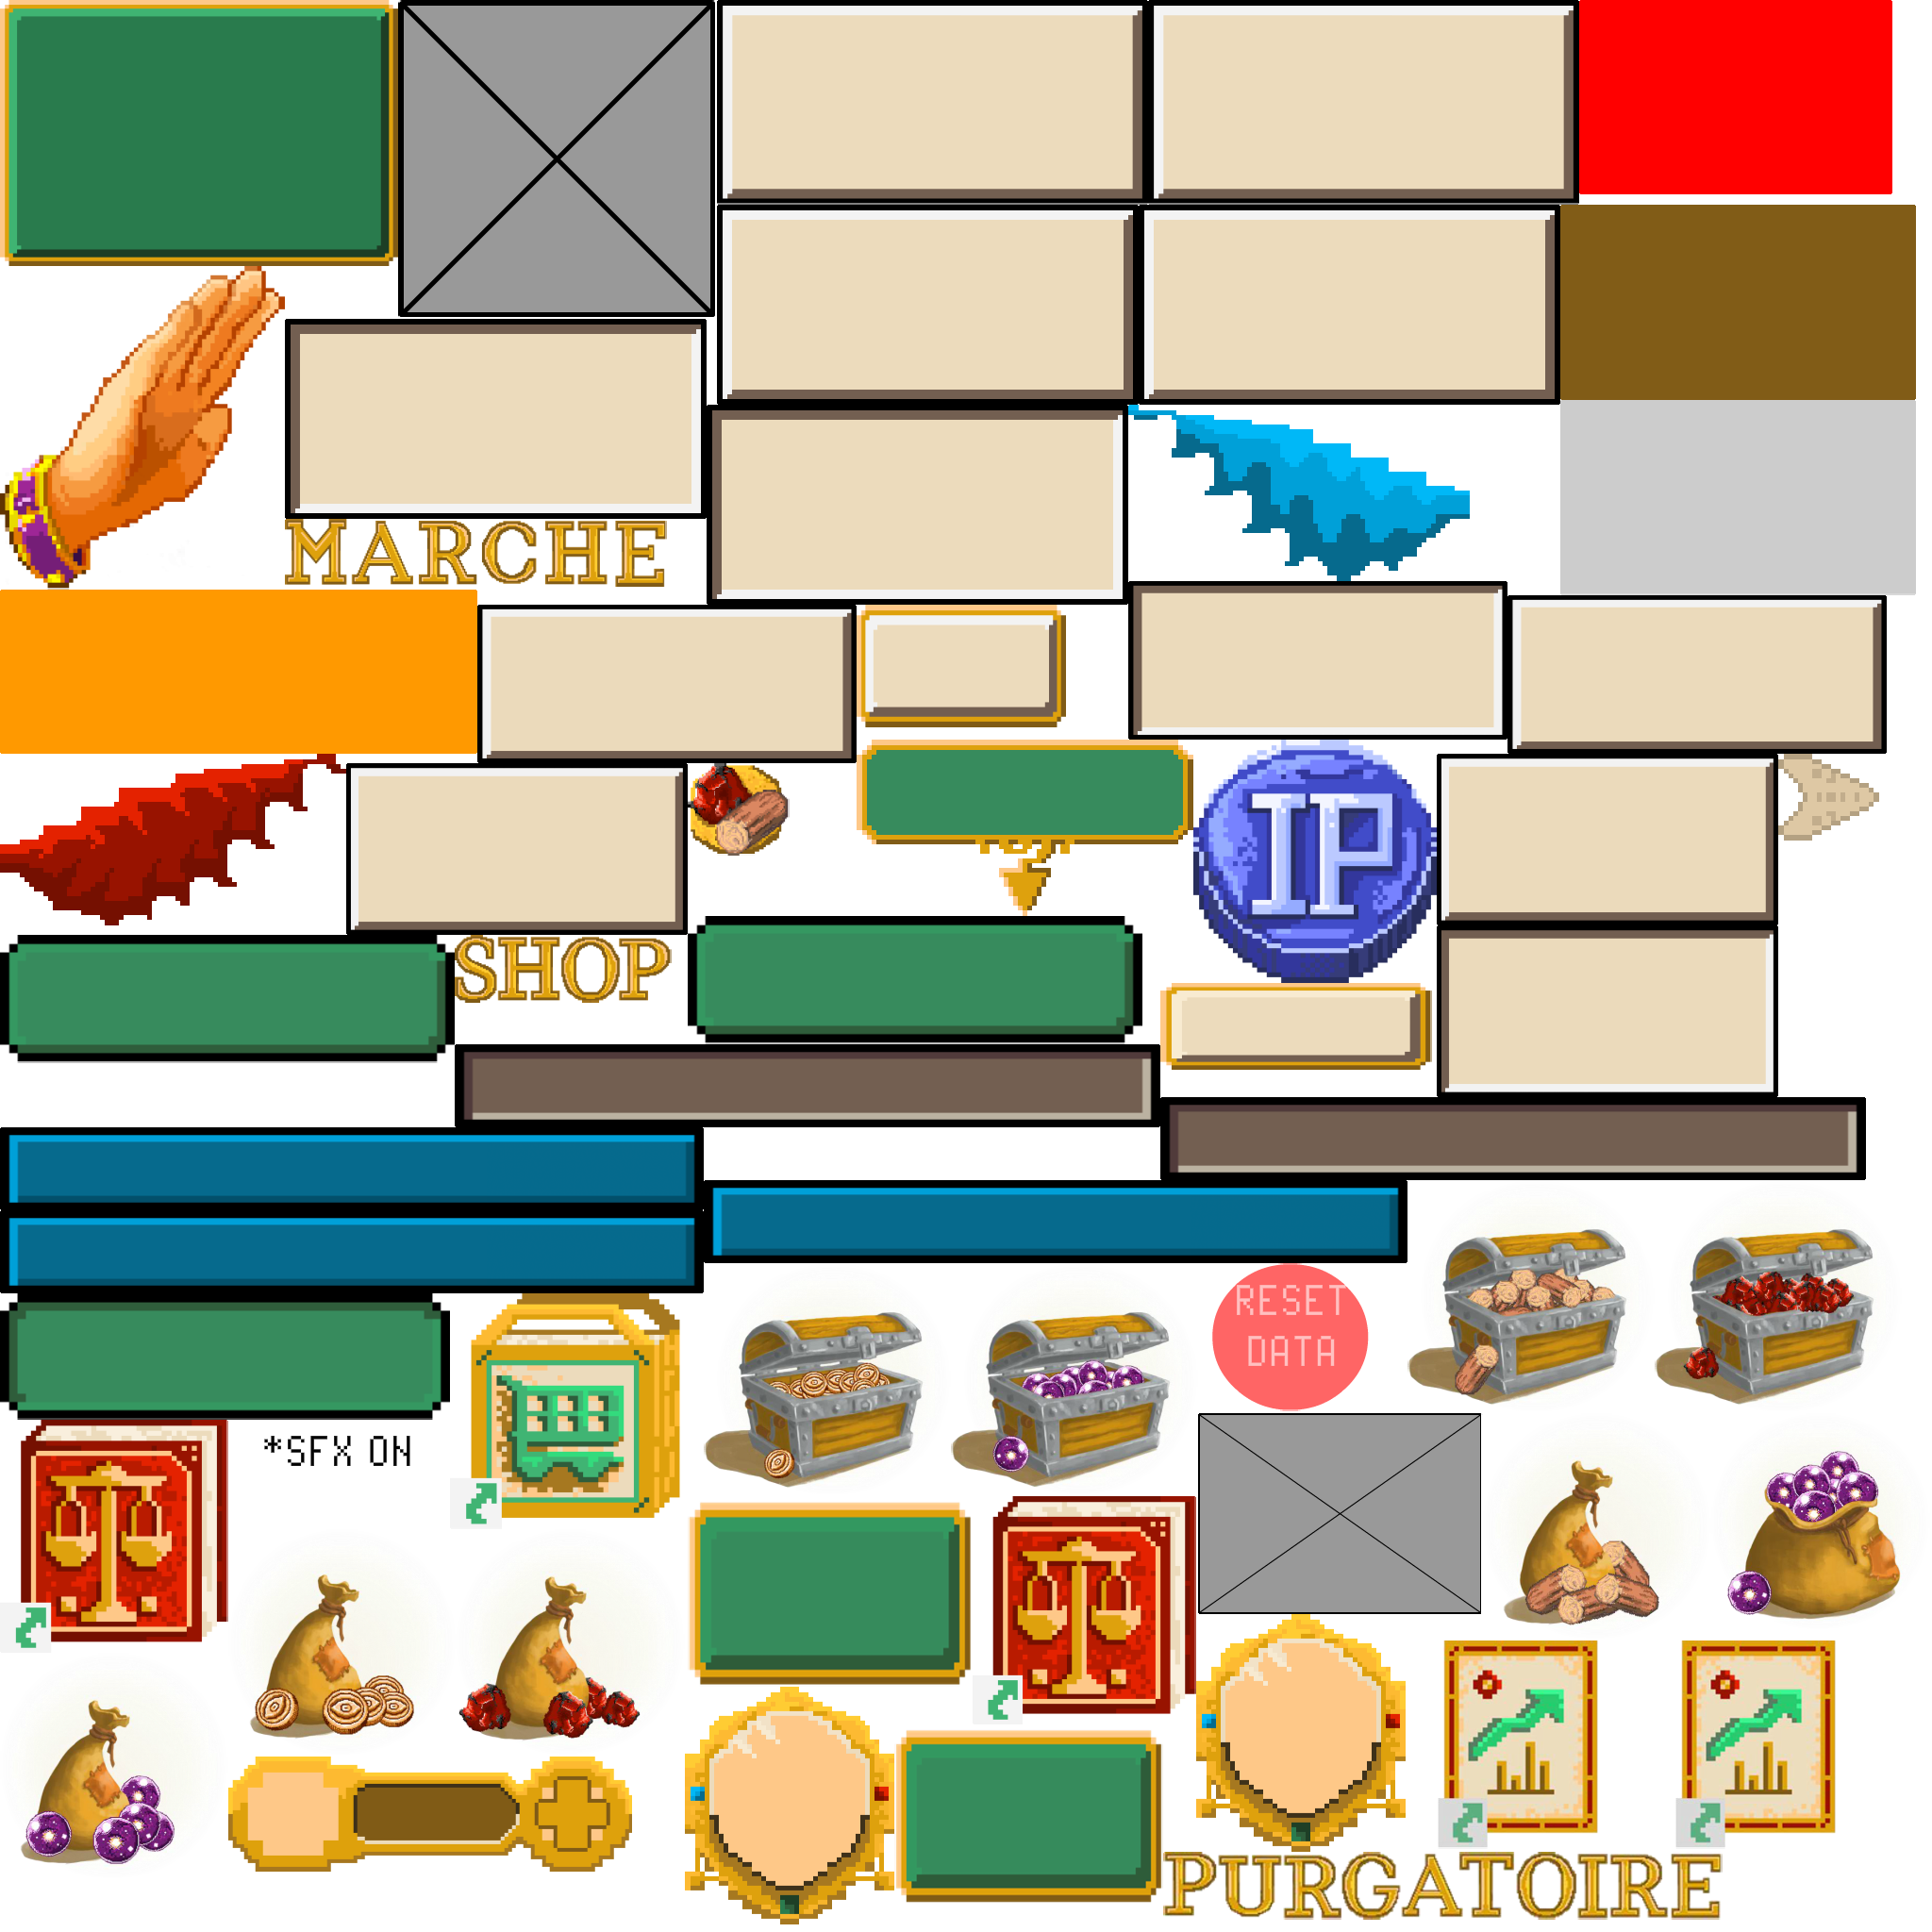 MARCHE
IP
SHOP
RESET
DATA
*SFX ON
PURGATOIRE